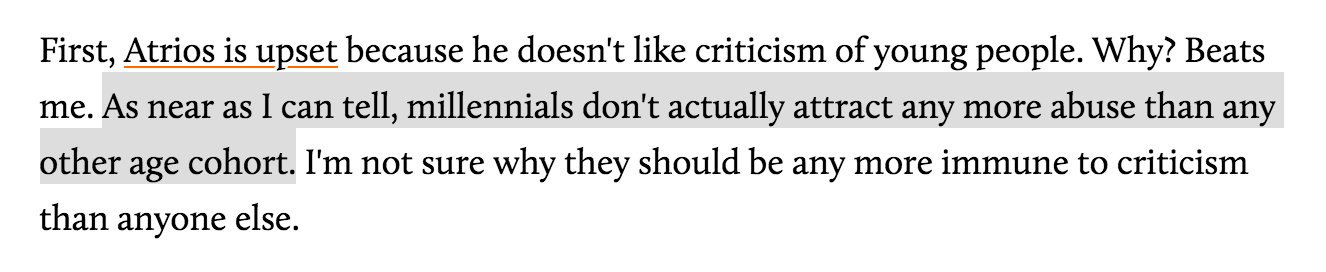 First, Atrios is upset because he doesn't like criticism of young people. Why? Beats
me. As near as I can tell, millennials don't actually attract any more abuse than any
other age cohort. I'm not sure why they should be any more immune to criticism
than anyone else.